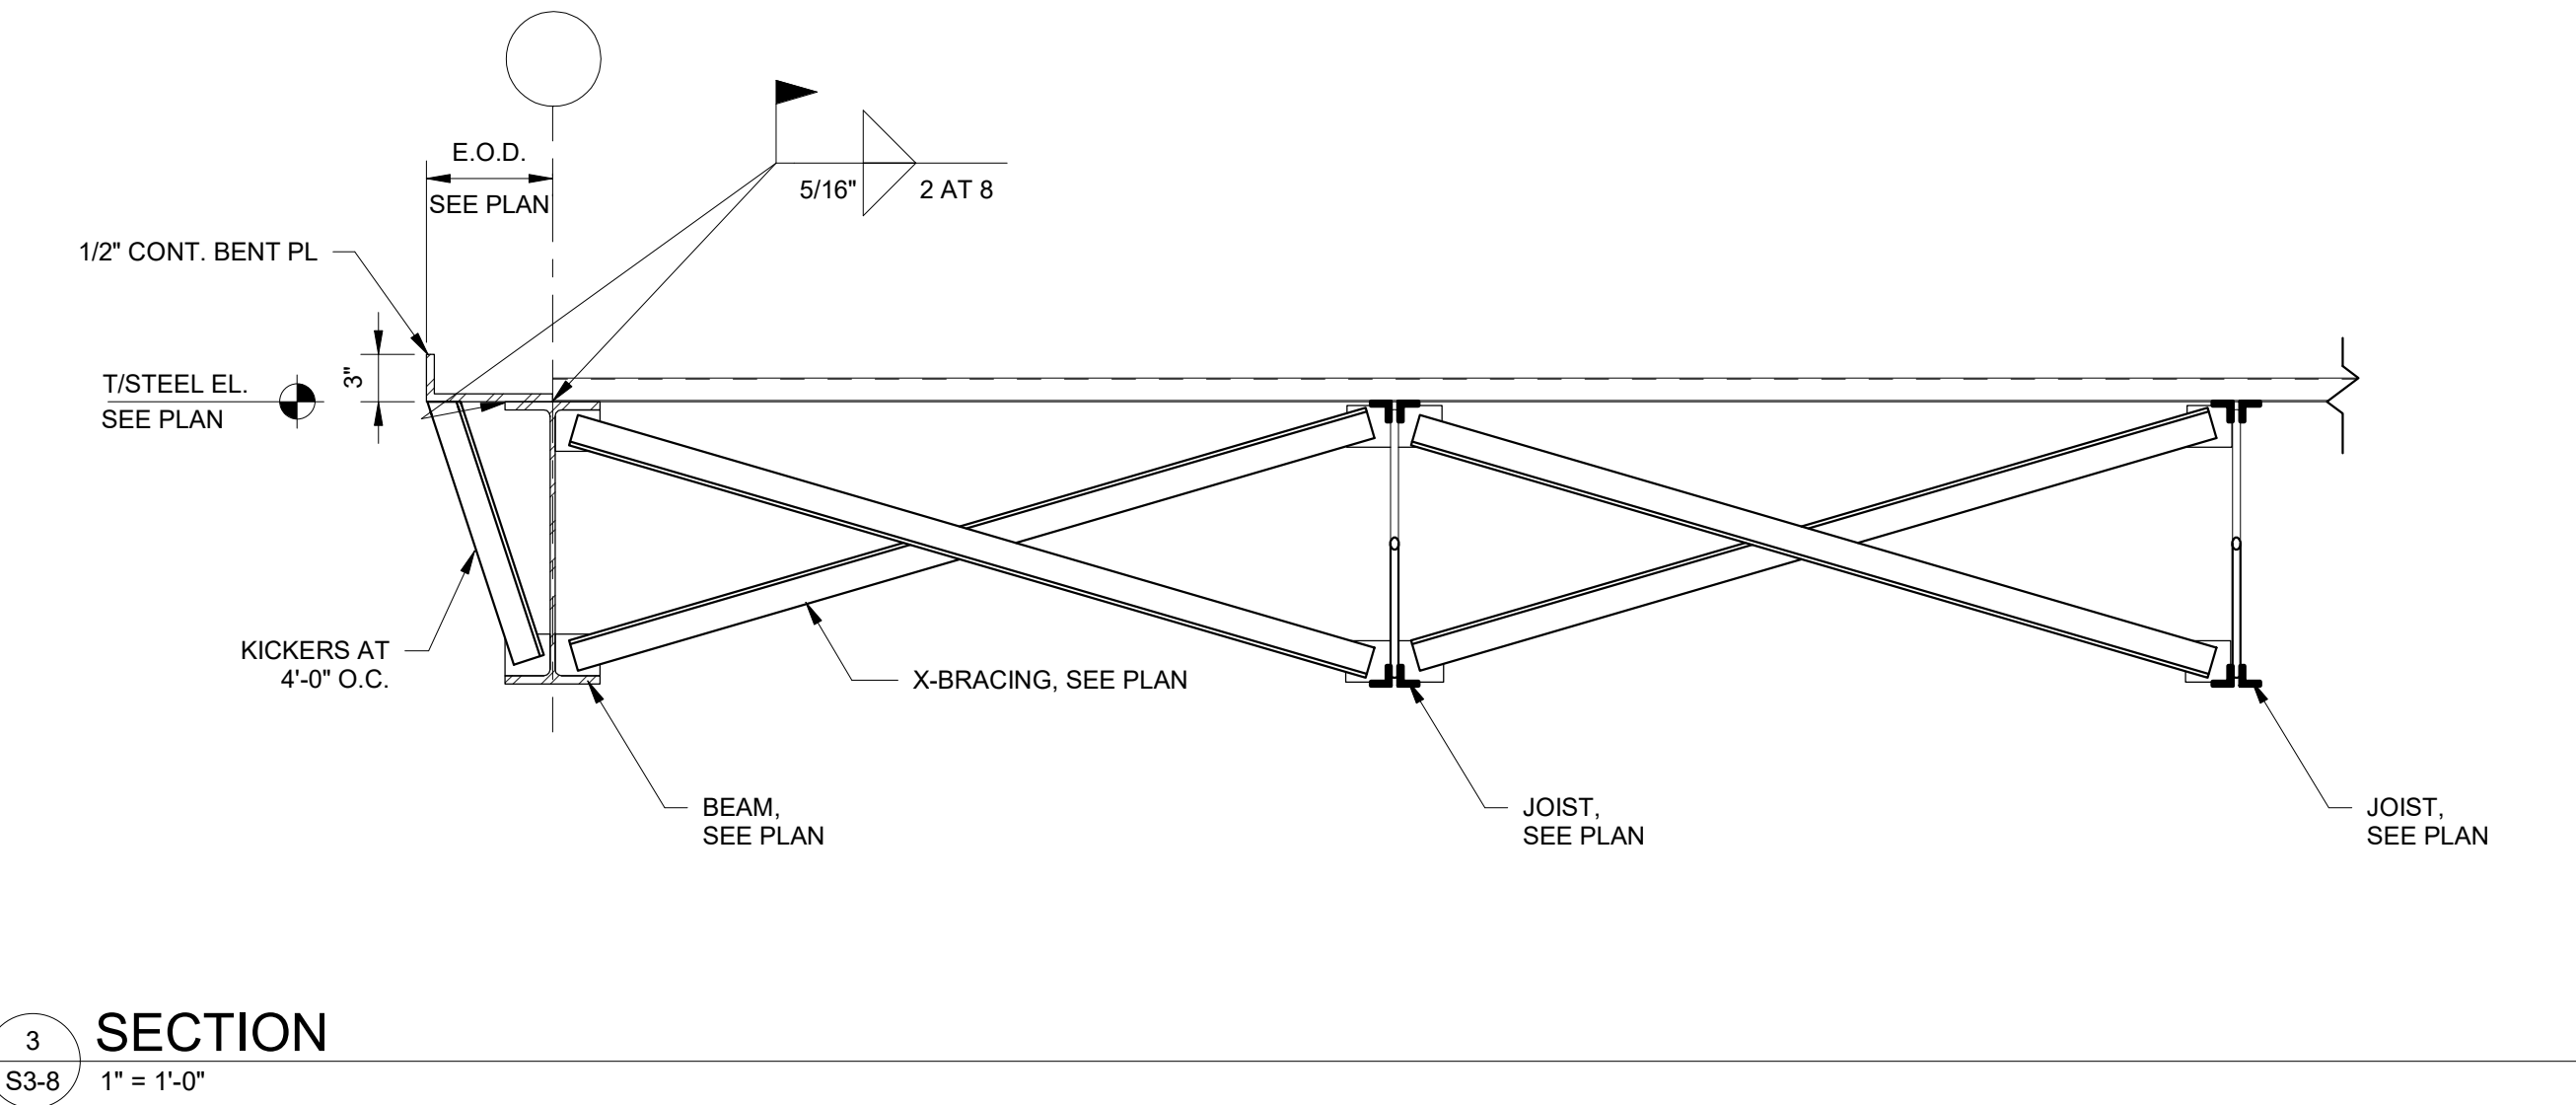 E.O.D.
SEE PLAN
5/16"
2 AT 8
1/2" CONT. BENT PL
3"
T/STEEL EL.
SEE PLAN
KICKERS AT
4'-0" O.C.
X-BRACING, SEE PLAN
BEAM,
SEE PLAN
JOIST,
SEE PLAN
JOIST,
SEE PLAN
3
SECTION
S3-8
1" = 1'-0"